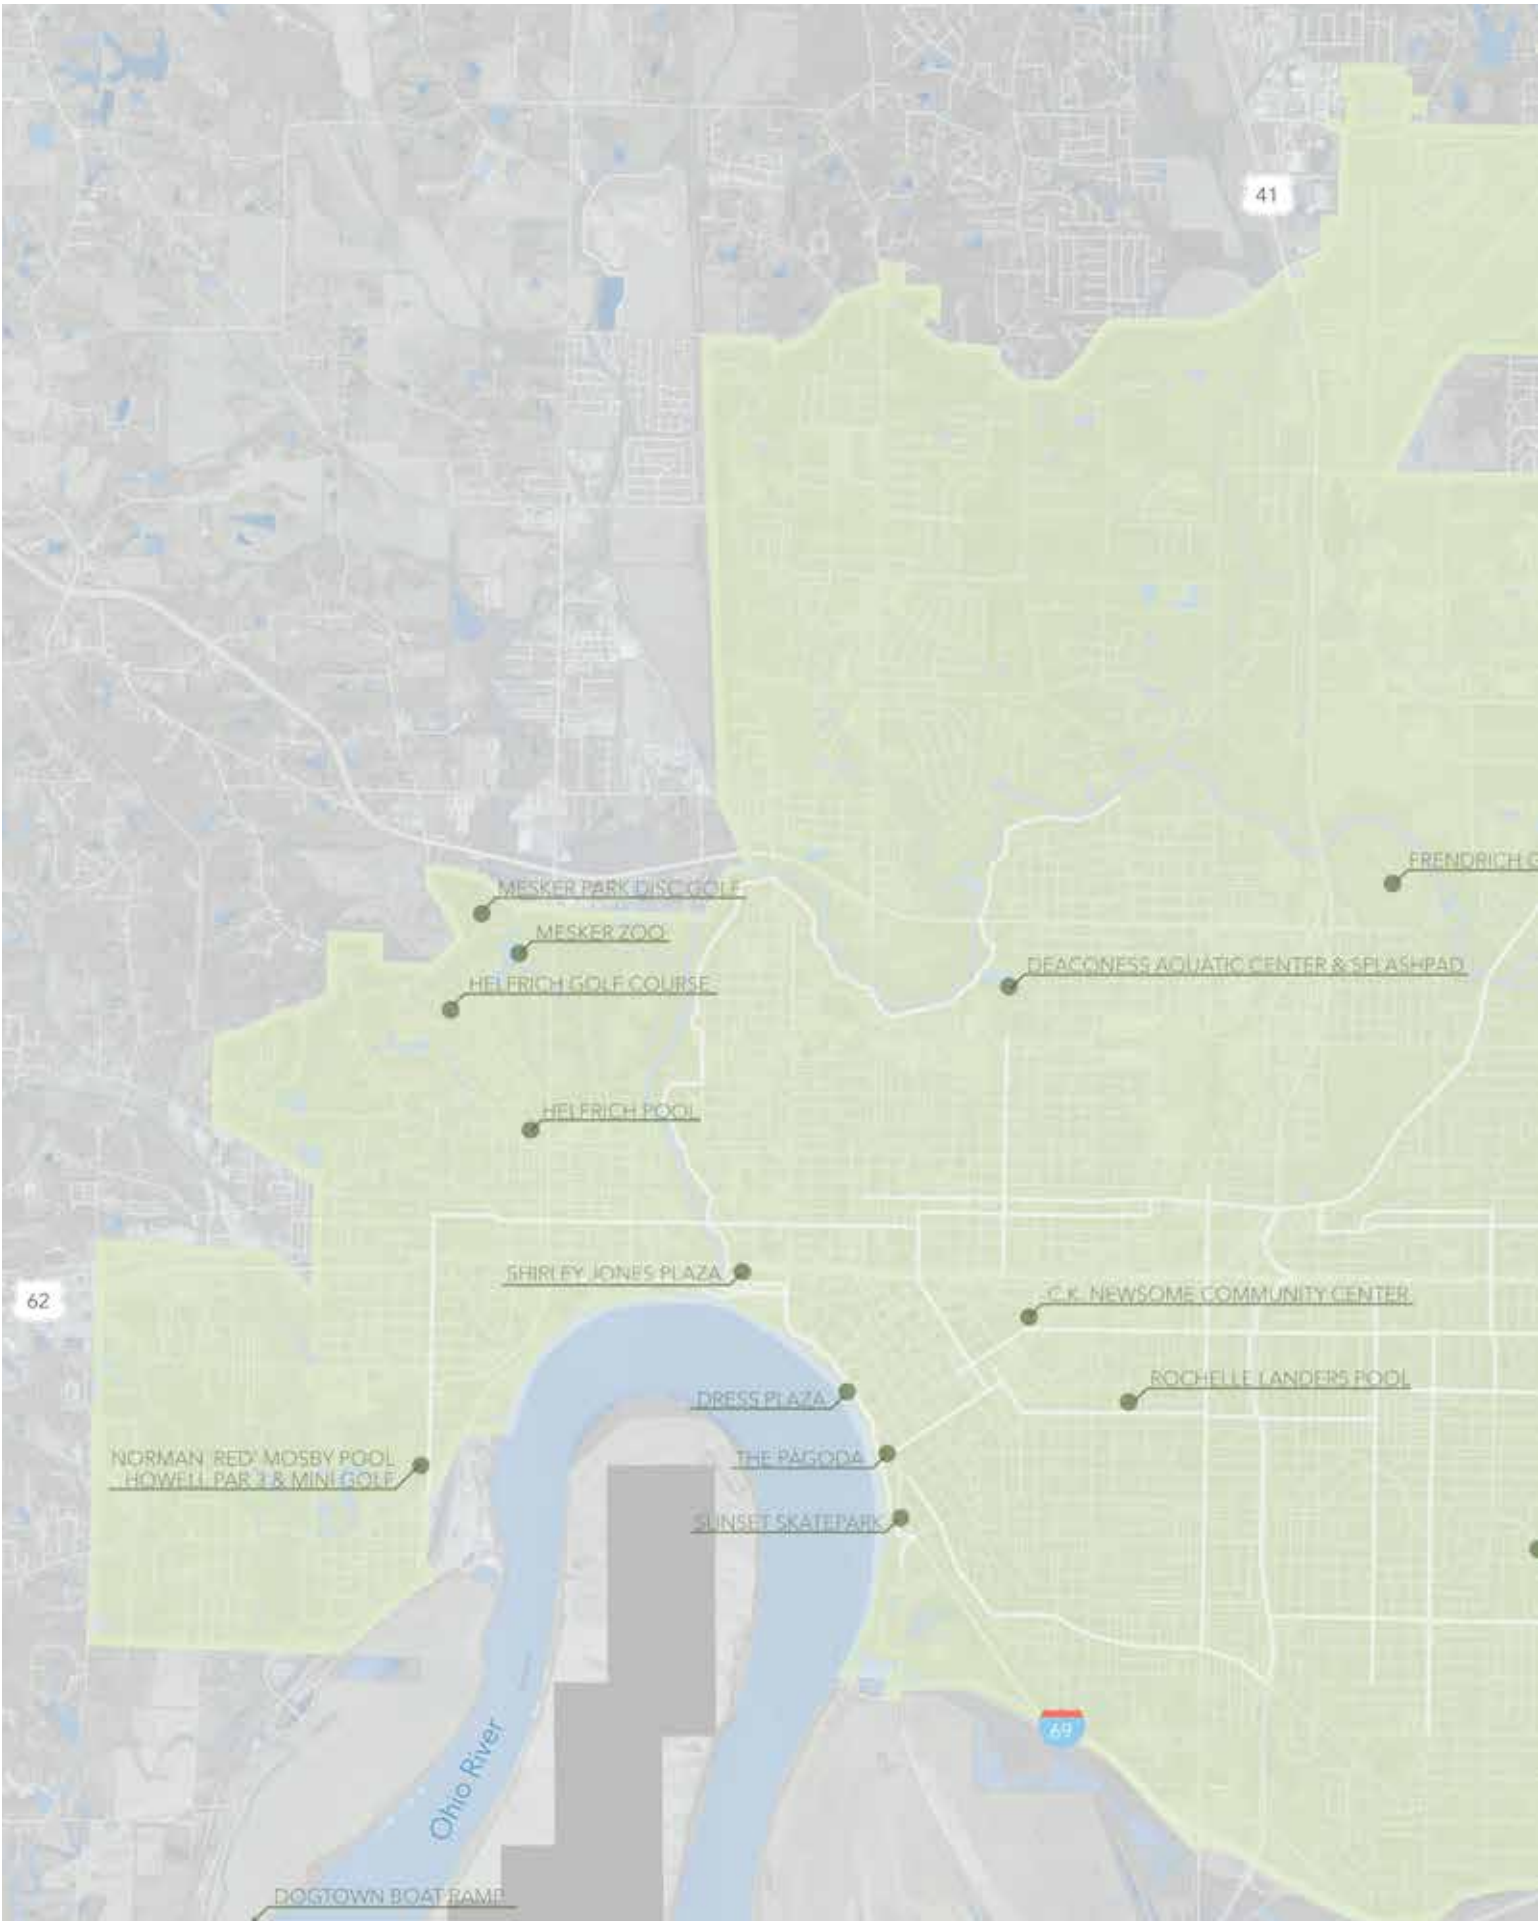 41
FRENDRICH G
MESKER PARK DISC GOLF
MESKER ZOO
DEACONESS AQUATIC CENTER & SPLASHPAD
HELFRICH GOLF COURSE
HELFRICH POOL
SHIRLEY JONES PLAZA
62
C.K. NEWSOME COMMUNITY CENTER
ROCHELLE LANDERS POOL
DRESS PLAZA
THE PAGODA
NORMAN 'RED' MOSBY POOL
HOWELL PAR 3 & MINI GOLF
SUNSET SKATEPARK
69
Ohio River
DOGTOWN BOAT RAMP